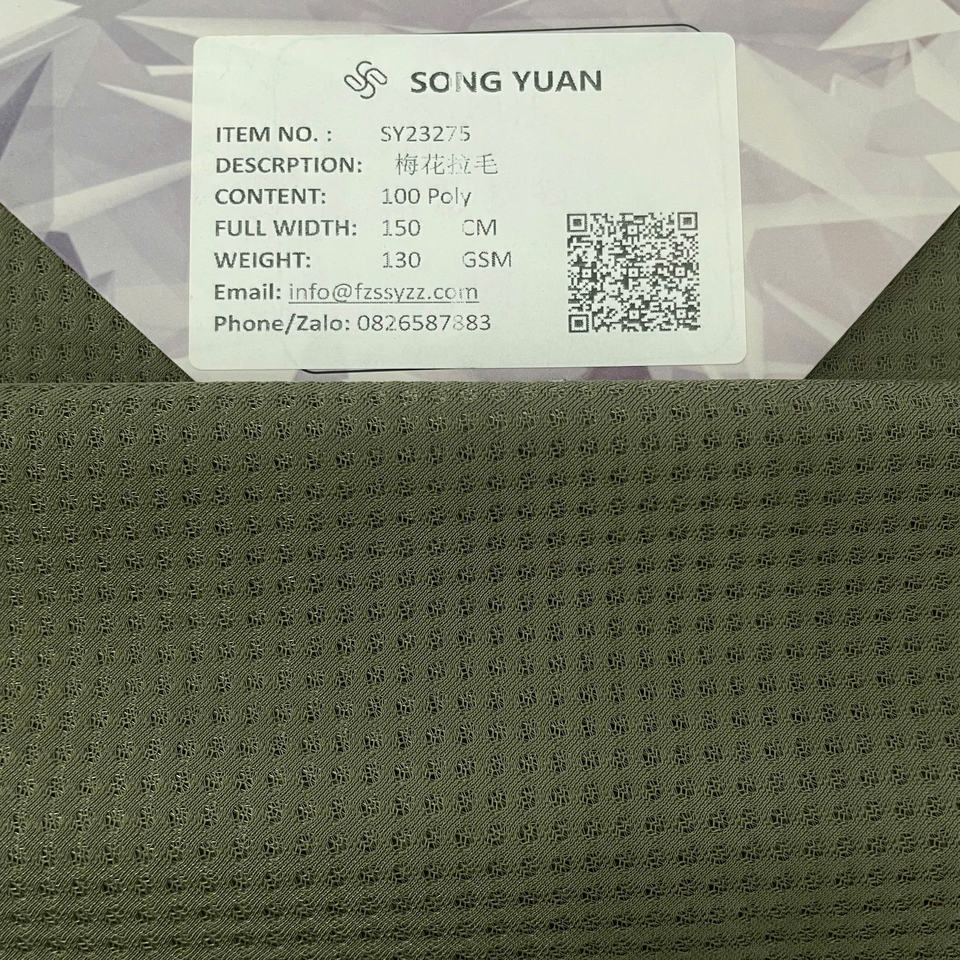 SONG YUAN
ITEM NO. : SY23275
DESCRPTION: 梅花拉毛
CONTENT: 100 Poly
FULL WIDTH: 150 CM
WEIGHT: 130 GSM
Email: info@fzssyzz.com
Phone/Zalo: 0826587883